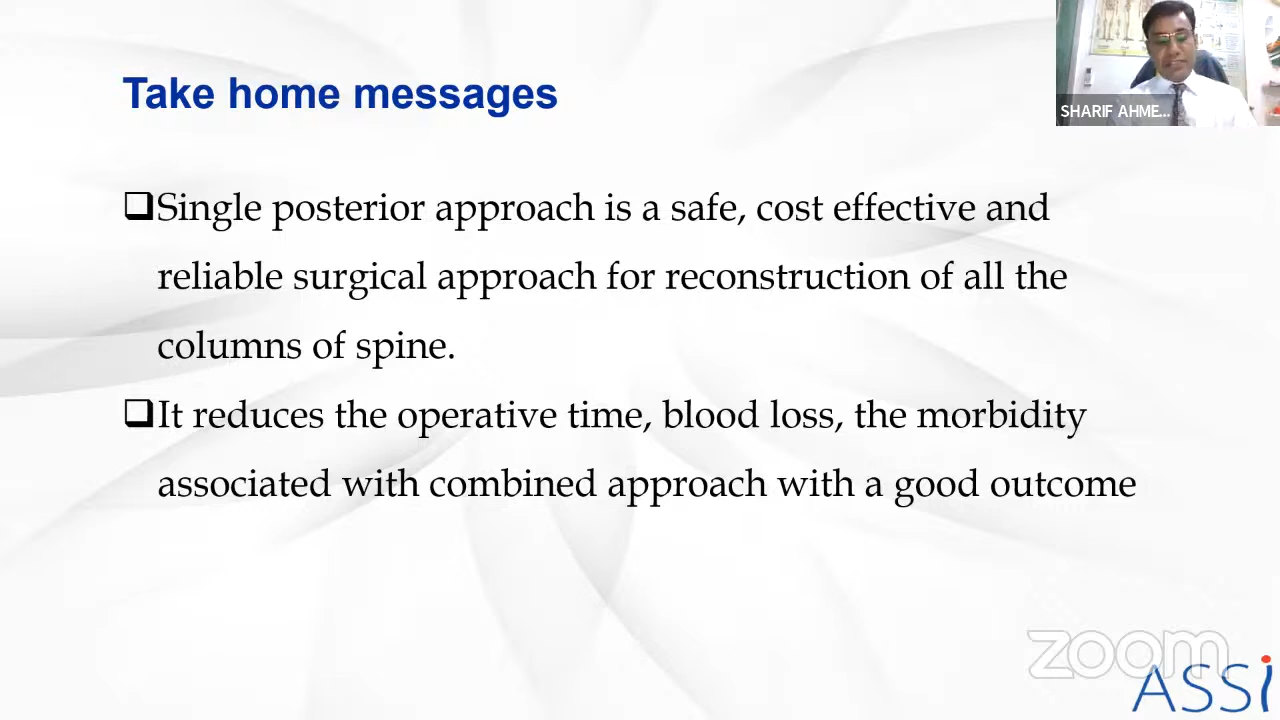 SHARIF AHME...
Take home messages
❑Single posterior approach is a safe, cost effective and
reliable surgical approach for reconstruction of all the
columns of spine.
❑It reduces the operative time, blood loss, the morbidity
associated with combined approach with a good outcome
zoom
ASSi